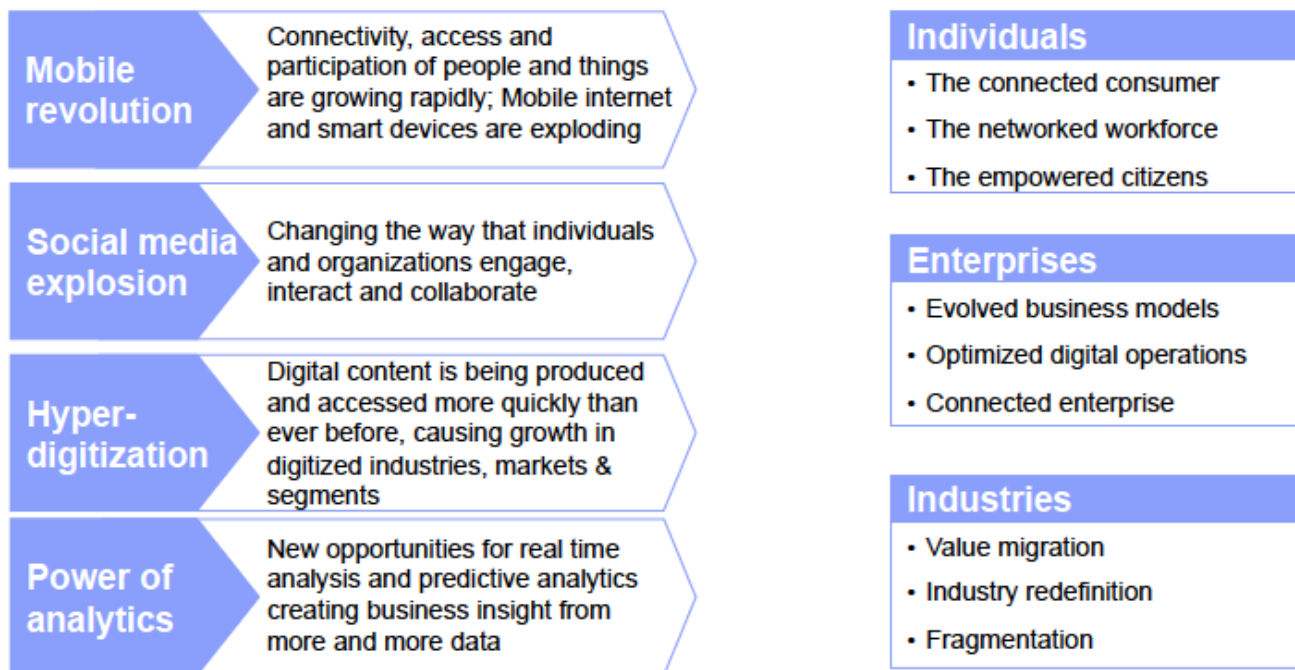 Mobile
revolution
Connectivity, access and
participation of people and things
are growing rapidly; Mobile internet
and smart devices are exploding
Social media
explosion
Changing the way that individuals
and organizations engage,
interact and collaborate
Hyper-
digitization
Digital content is being produced
and accessed more quickly than
ever before, causing growth in
digitized industries, markets &
segments
Power of
analytics
New opportunities for real time
analysis and predictive analytics
creating business insight from
more and more data
Individuals
• The connected consumer
• The networked workforce
• The empowered citizens
Enterprises
• Evolved business models
• Optimized digital operations
• Connected enterprise
Industries
• Value migration
• Industry redefinition
• Fragmentation